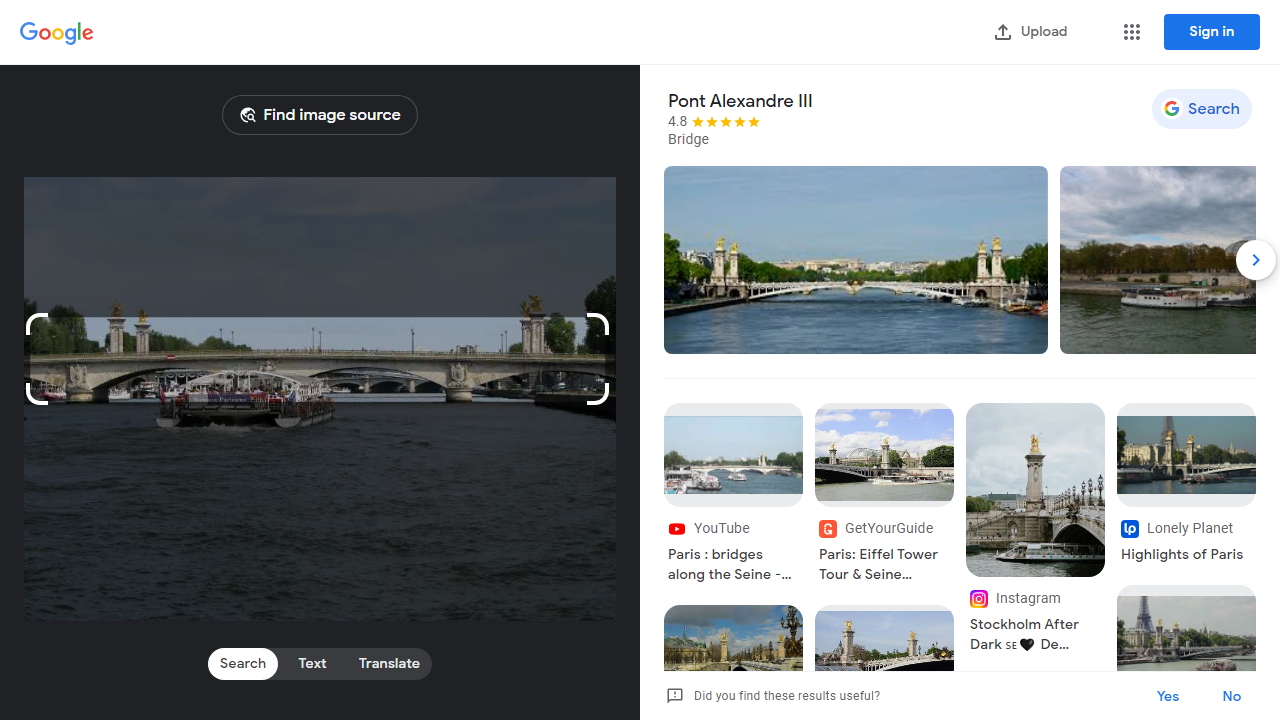 Google
Upload
Sign in
Find image source
Search
Text
Translate
Pont Alexandre III
4.8
Bridge
Search
YouTube
Paris : bridges
along the Seine -...
GetYourGuide
Paris: Eiffel Tower
Tour & Seine...
Instagram
Stockholm After
Dark 🇸🇪🖤 De...
Lonely Planet
Highlights of Paris
Did you find these results useful?
Yes
No